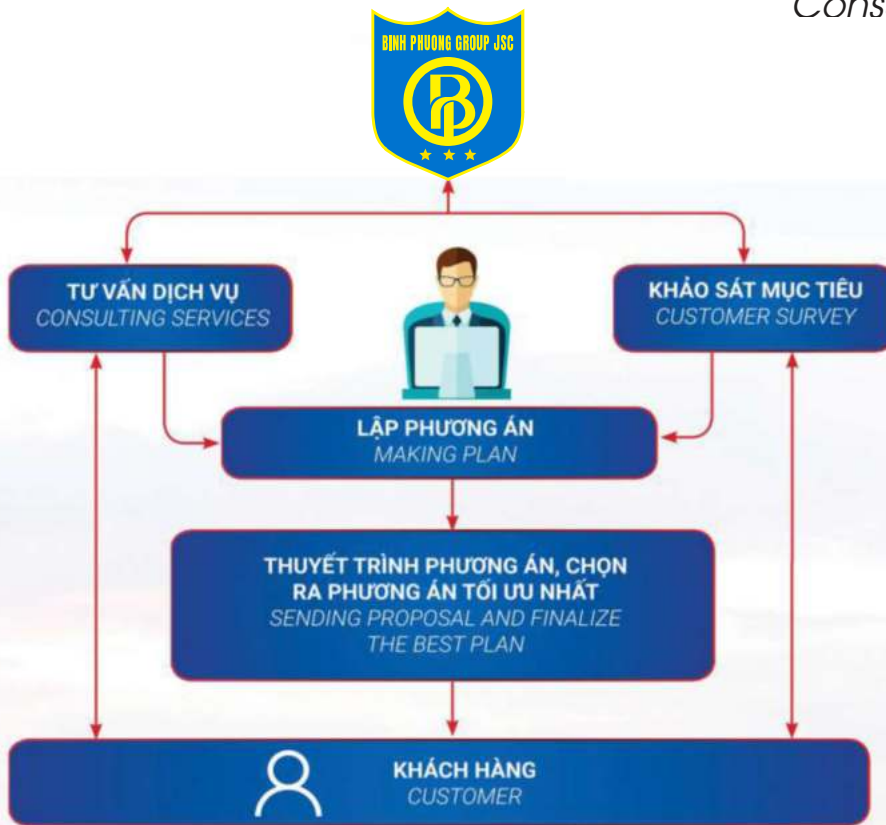 Cons
BINH PHUONG GROUP JSC
TƯ VẤN DỊCH VỤ
CONSULTING SERVICES
KHẢO SÁT MỤC TIÊU
CUSTOMER SURVEY
LẬP PHƯƠNG ÁN
MAKING PLAN
THUYẾT TRÌNH PHƯƠNG ÁN, CHỌN
RA PHƯƠNG ÁN TỐI ƯU NHẤT
SENDING PROPOSAL AND FINALIZE
THE BEST PLAN
KHÁCH HÀNG
CUSTOMER